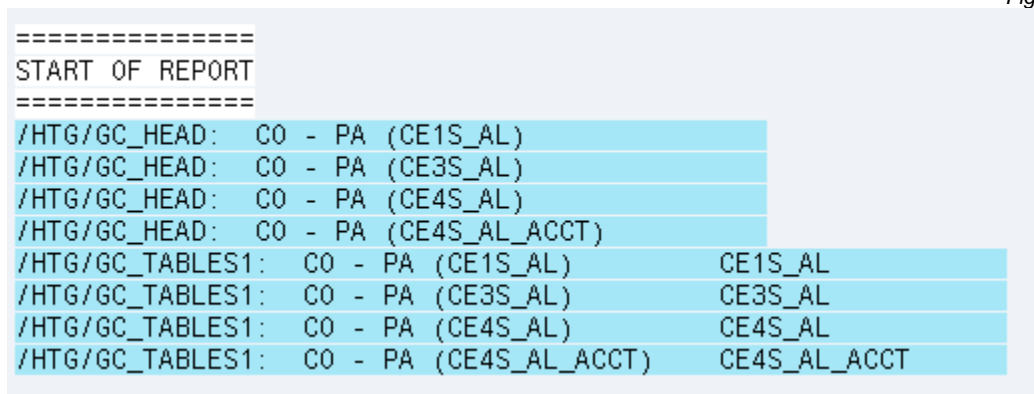 Fig
===============
START OF REPORT
===============
/HTG/GC_HEAD:  CO - PA (CE1S_AL)
/HTG/GC_HEAD:  CO - PA (CE3S_AL)
/HTG/GC_HEAD:  CO - PA (CE4S_AL)
/HTG/GC_HEAD:  CO - PA (CE4S_AL_ACCT)
/HTG/GC_TABLES1:  CO - PA (CE1S_AL)  CE1S_AL
/HTG/GC_TABLES1:  CO - PA (CE3S_AL)  CE3S_AL
/HTG/GC_TABLES1:  CO - PA (CE4S_AL)  CE4S_AL
/HTG/GC_TABLES1:  CO - PA (CE4S_AL_ACCT)  CE4S_AL_ACCT